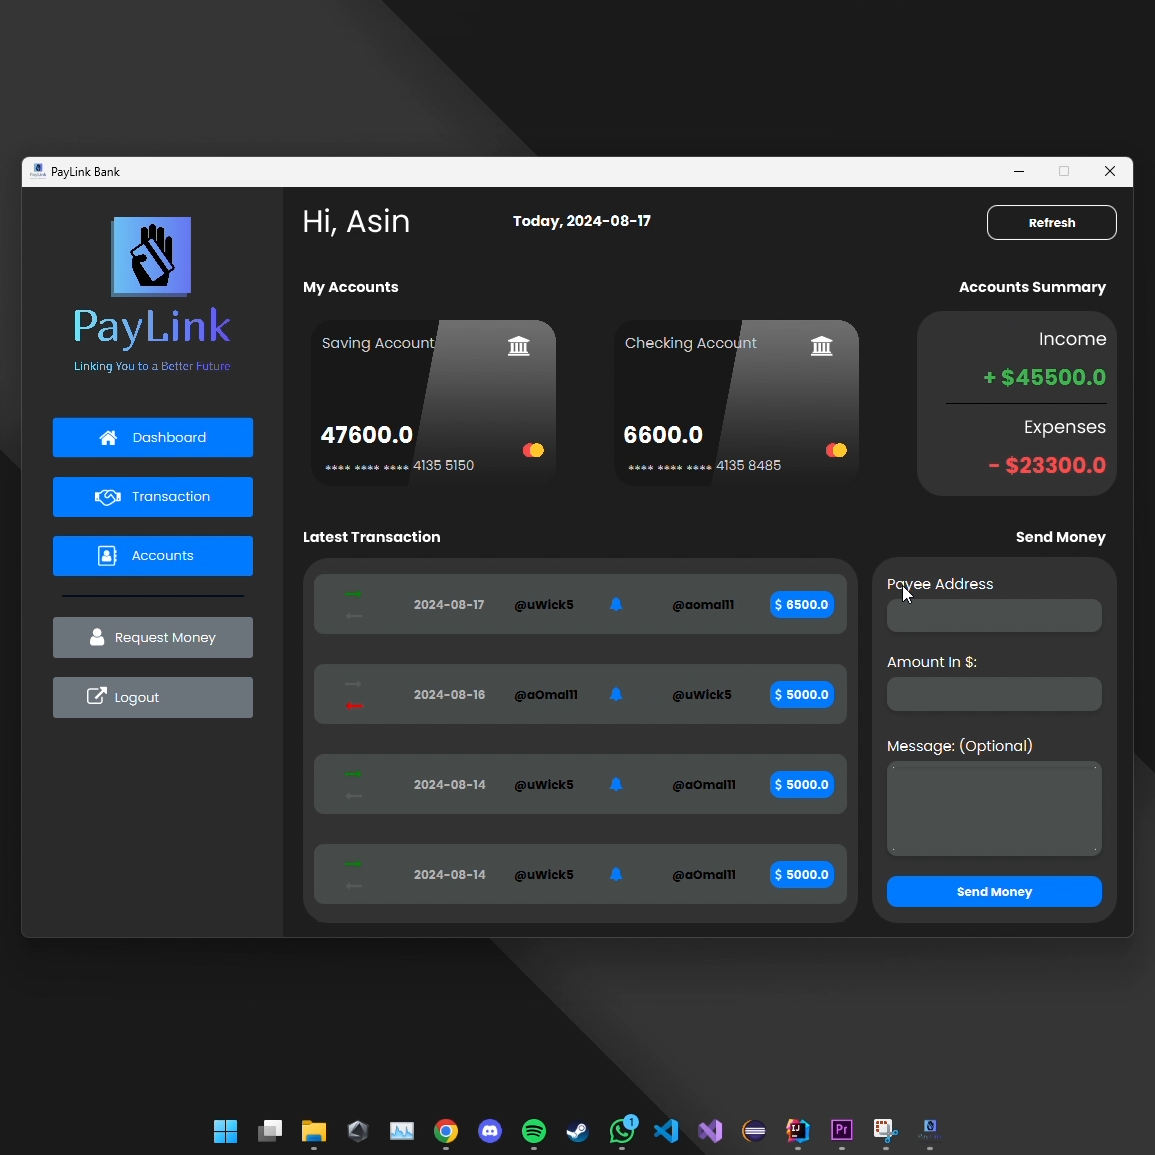 PayLink Bank
PayLink
Linking You to a Better Future
Dashboard
Transaction
Accounts
Request Money
Logout
Hi, Asin
Today, 2024-08-17
Refresh
My Accounts
Saving Account
47600.0
**** **** **** 4135 5150
Checking Account
6600.0
**** **** **** 4135 8485
Accounts Summary
Income
+ $45500.0
Expenses
- $23300.0
Latest Transaction
2024-08-17 @uWick5 @aomal11 $ 6500.0
2024-08-16 @aOmal11 @uWick5 $ 5000.0
2024-08-14 @uWick5 @aOmal11 $ 5000.0
2024-08-14 @uWick5 @aOmal11 $ 5000.0
Send Money
Payee Address
Amount In $:
Message: (Optional)
Send Money
1
IJ
Pr